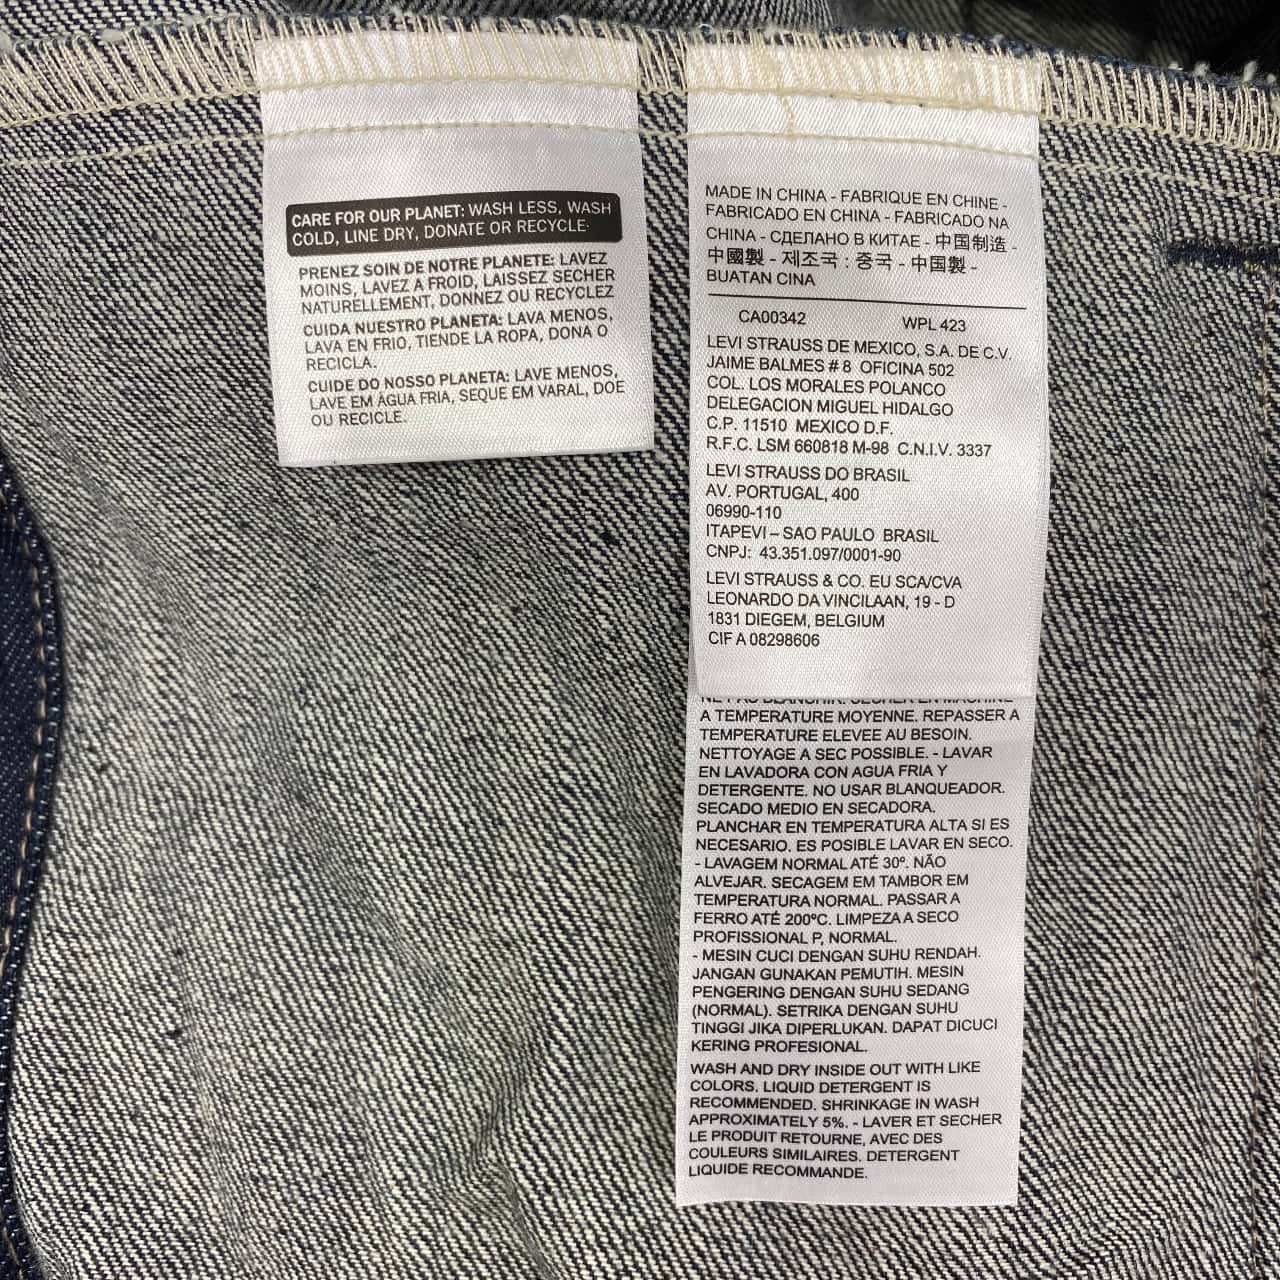 CARE FOR OUR PLANET: WASH LESS, WASH
COLD, LINE DRY, DONATE OR RECYCLE.
PRENEZ SOIN DE NOTRE PLANETE: LAVEZ
MOINS, LAVEZ A FROID, LAISSEZ SECHER
NATURELLEMENT, DONNEZ OU RECYCLEZ
CUIDA NUESTRO PLANETA: LAVA MENOS,
LAVA EN FRIO, TIENDE LA ROPA, DONA O
RECICLA.
CUIDE DO NOSSO PLANETA: LAVE MENOS,
LAVE EM ÁGUA FRIA, SEQUE EM VARAL, DOE
OU RECICLE.
MADE IN CHINA - FABRIQUE EN CHINE -
FABRICADO EN CHINA - FABRICADO NA
CHINA - СДЕЛАНО В КИТАЕ - 中国制造 -
中國製 - 제조국 : 중국 - 中国製 -
BUATAN CINA
CA00342 WPL 423
LEVI STRAUSS DE MEXICO, S.A. DE C.V.
JAIME BALMES # 8 OFICINA 502
COL. LOS MORALES POLANCO
DELEGACION MIGUEL HIDALGO
C.P. 11510 MEXICO D.F.
R.F.C. LSM 660818 M-98 C.N.I.V. 3337
LEVI STRAUSS DO BRASIL
AV. PORTUGAL, 400
06990-110
ITAPEVI – SAO PAULO BRASIL
CNPJ: 43.351.097/0001-90
LEVI STRAUSS & CO. EU SCA/CVA
LEONARDO DA VINCILAAN, 19 - D
1831 DIEGEM, BELGIUM
CIF A 08298606
NE PAS BLANCHIR. SECHER EN MACHINE
A TEMPERATURE MOYENNE. REPASSER A
TEMPERATURE ELEVEE AU BESOIN.
NETTOYAGE A SEC POSSIBLE. - LAVAR
EN LAVADORA CON AGUA FRIA Y
DETERGENTE. NO USAR BLANQUEADOR.
SECADO MEDIO EN SECADORA.
PLANCHAR EN TEMPERATURA ALTA SI ES
NECESARIO. ES POSIBLE LAVAR EN SECO.
- LAVAGEM NORMAL ATÉ 30º. NÃO
ALVEJAR. SECAGEM EM TAMBOR EM
TEMPERATURA NORMAL. PASSAR A
FERRO ATÉ 200ºC. LIMPEZA A SECO
PROFISSIONAL P, NORMAL.
- MESIN CUCI DENGAN SUHU RENDAH.
JANGAN GUNAKAN PEMUTIH. MESIN
PENGERING DENGAN SUHU SEDANG
(NORMAL). SETRIKA DENGAN SUHU
TINGGI JIKA DIPERLUKAN. DAPAT DICUCI
KERING PROFESIONAL.
WASH AND DRY INSIDE OUT WITH LIKE
COLORS. LIQUID DETERGENT IS
RECOMMENDED. SHRINKAGE IN WASH
APPROXIMATELY 5%. - LAVER ET SECHER
LE PRODUIT RETOURNE, AVEC DES
COULEURS SIMILAIRES. DETERGENT
LIQUIDE RECOMMANDE.